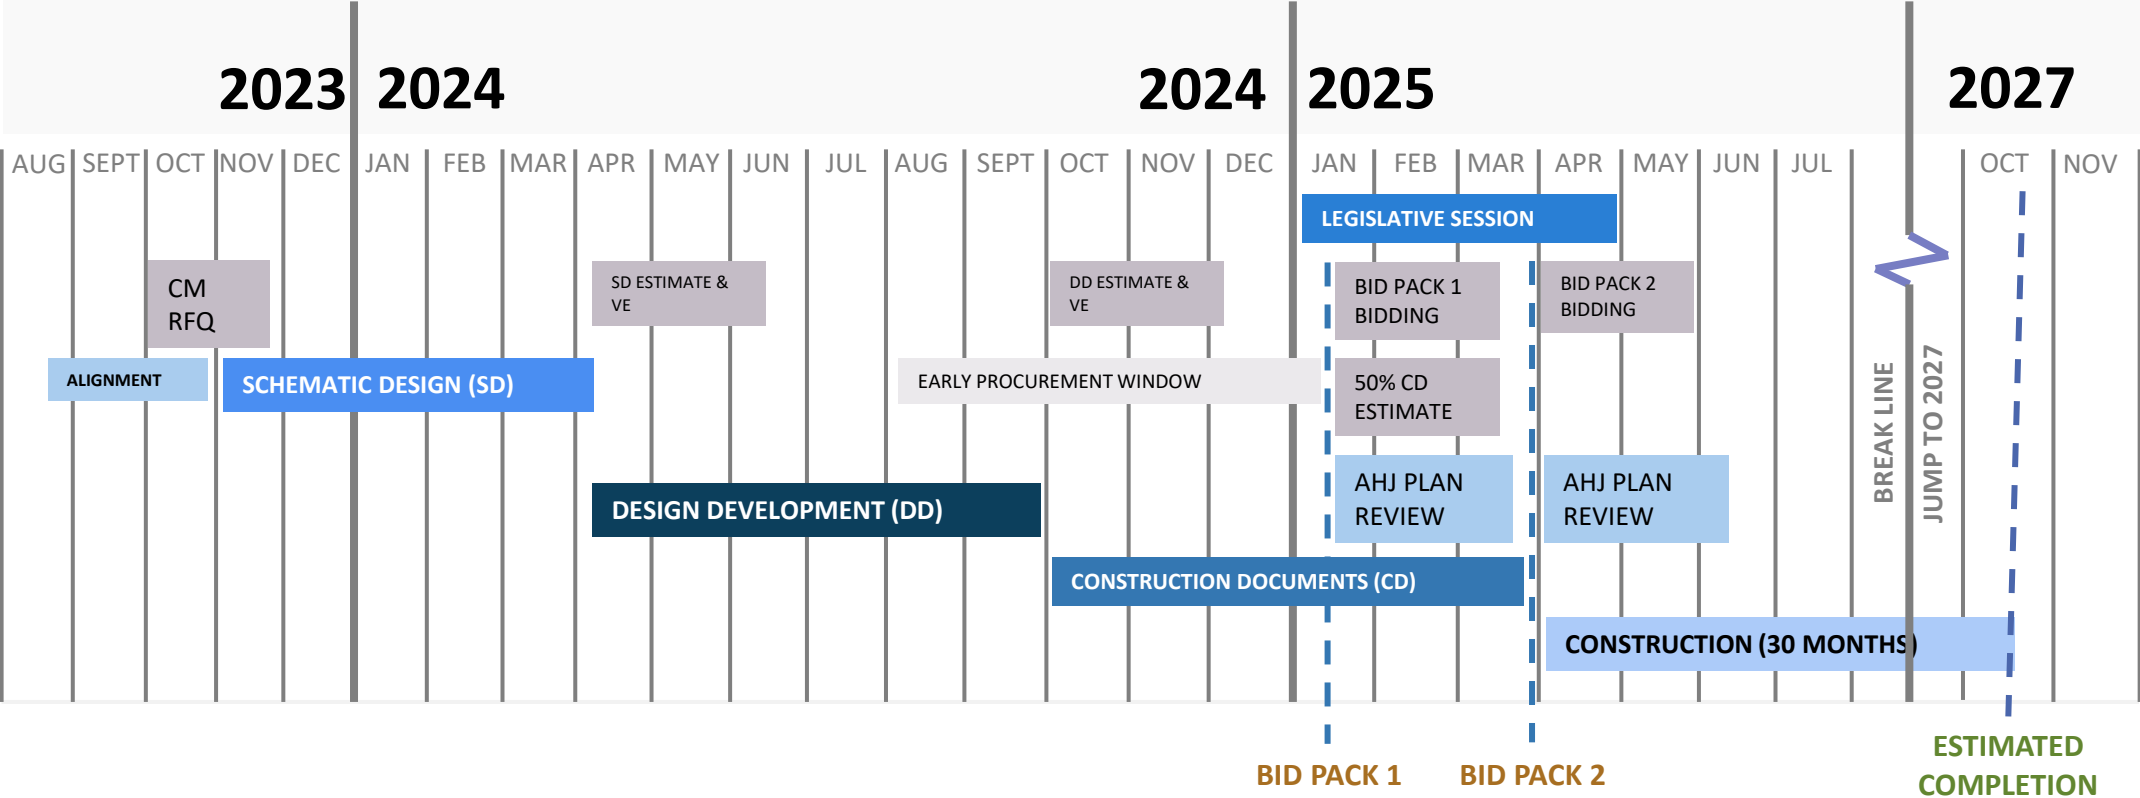 2023 2024 2024 2025 2027
AUG SEPT OCT NOV DEC JAN FEB MAR APR MAY JUN JUL AUG SEPT OCT NOV DEC JAN FEB MAR APR MAY JUN JUL OCT NOV
LEGISLATIVE SESSION
CM
RFQ
SD ESTIMATE &
VE
DD ESTIMATE &
VE
BID PACK 1
BIDDING
BID PACK 2
BIDDING
ALIGNMENT
SCHEMATIC DESIGN (SD)
EARLY PROCUREMENT WINDOW
50% CD
ESTIMATE
BREAK LINE
JUMP TO 2027
DESIGN DEVELOPMENT (DD)
AHJ PLAN
REVIEW
AHJ PLAN
REVIEW
CONSTRUCTION DOCUMENTS (CD)
CONSTRUCTION (30 MONTHS)
BID PACK 1
BID PACK 2
ESTIMATED
COMPLETION